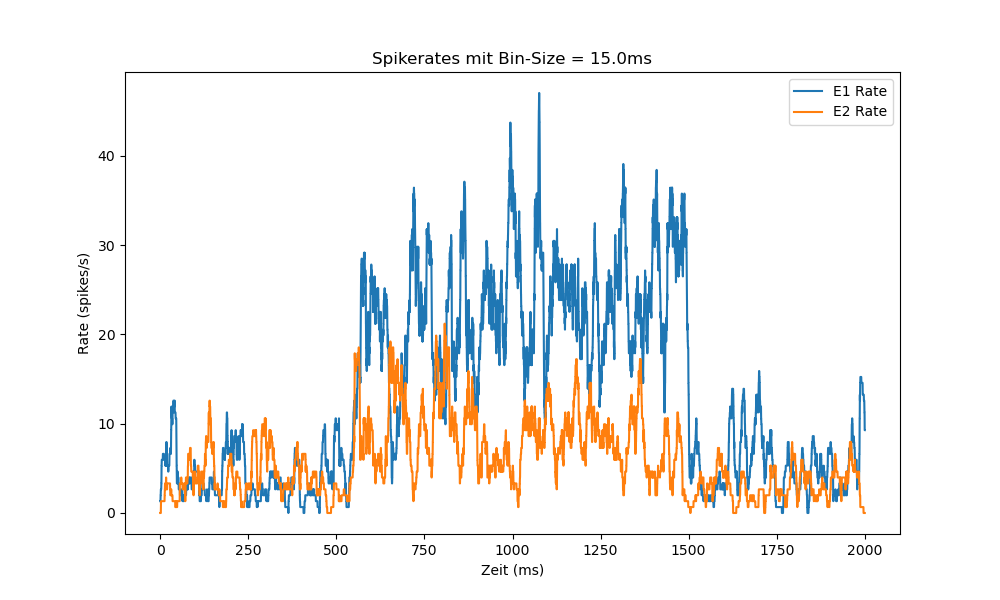 Spikerates mit Bin-Size = 15.0ms
E1 Rate
E2 Rate
Rate (spikes/s)
40
30
20
10
0
0 250 500 750 1000 1250 1500 1750 2000
Zeit (ms)